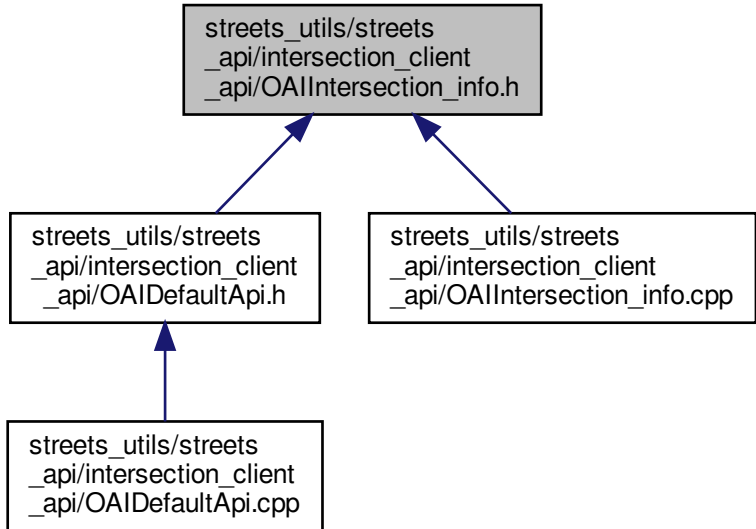 streets_utils/streets
_api/intersection_client
_api/OAIIntersection_info.h
streets_utils/streets
_api/intersection_client
_api/OAIDefaultApi.h
streets_utils/streets
_api/intersection_client
_api/OAIIntersection_info.cpp
streets_utils/streets
_api/intersection_client
_api/OAIDefaultApi.cpp